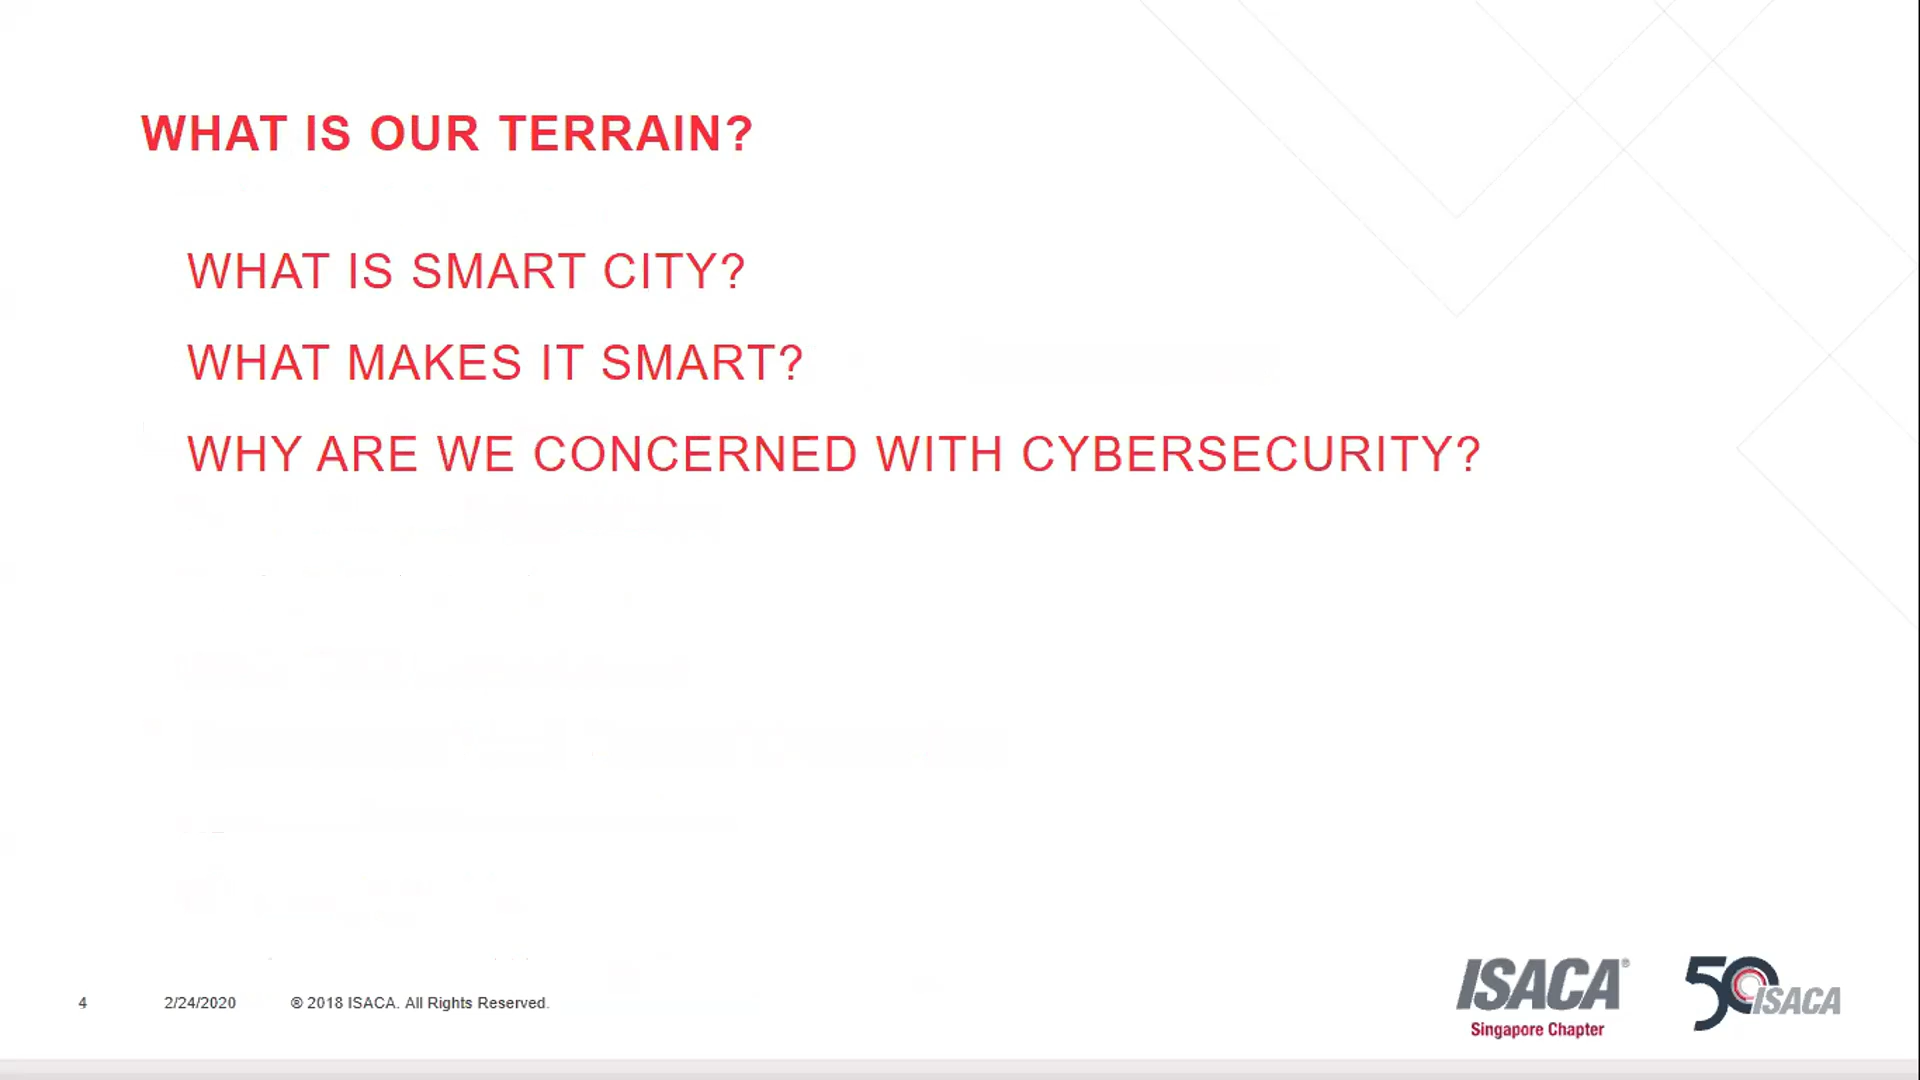 WHAT IS OUR TERRAIN?
WHAT IS SMART CITY?
WHAT MAKES IT SMART?
WHY ARE WE CONCERNED WITH CYBERSECURITY?
4 2/24/2020 © 2018 ISACA. All Rights Reserved.
ISACA®
Singapore Chapter
50 ISACA